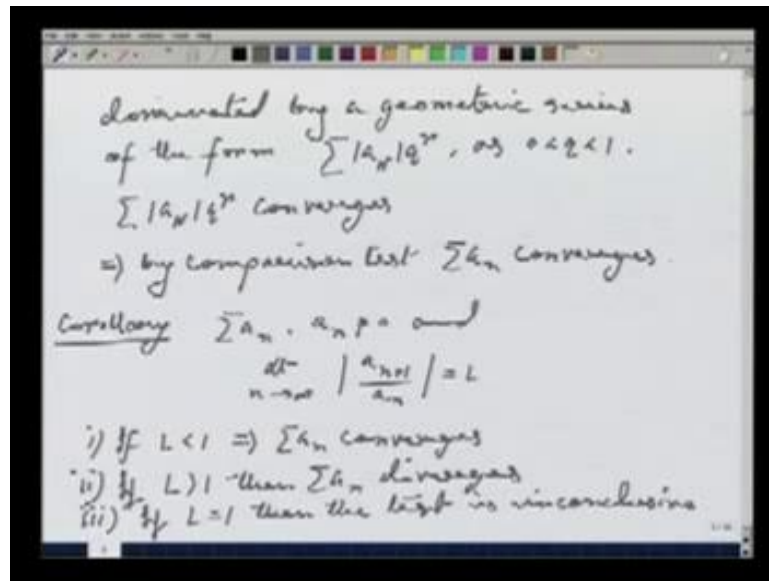 dominated by a geometric series
of the form ∑|a_N|q^n, as 0<q<1.
∑|a_N|q^n converges
=) by comparison test ∑a_n converges.
Corollary ∑a_n, a_n > 0 and
lt n→∞ |a_{n+1}/a_n| = L
i) If L<1 =) ∑a_n converges
ii) If L>1 then ∑a_n diverges
iii) If L=1 then the test is inconclusive